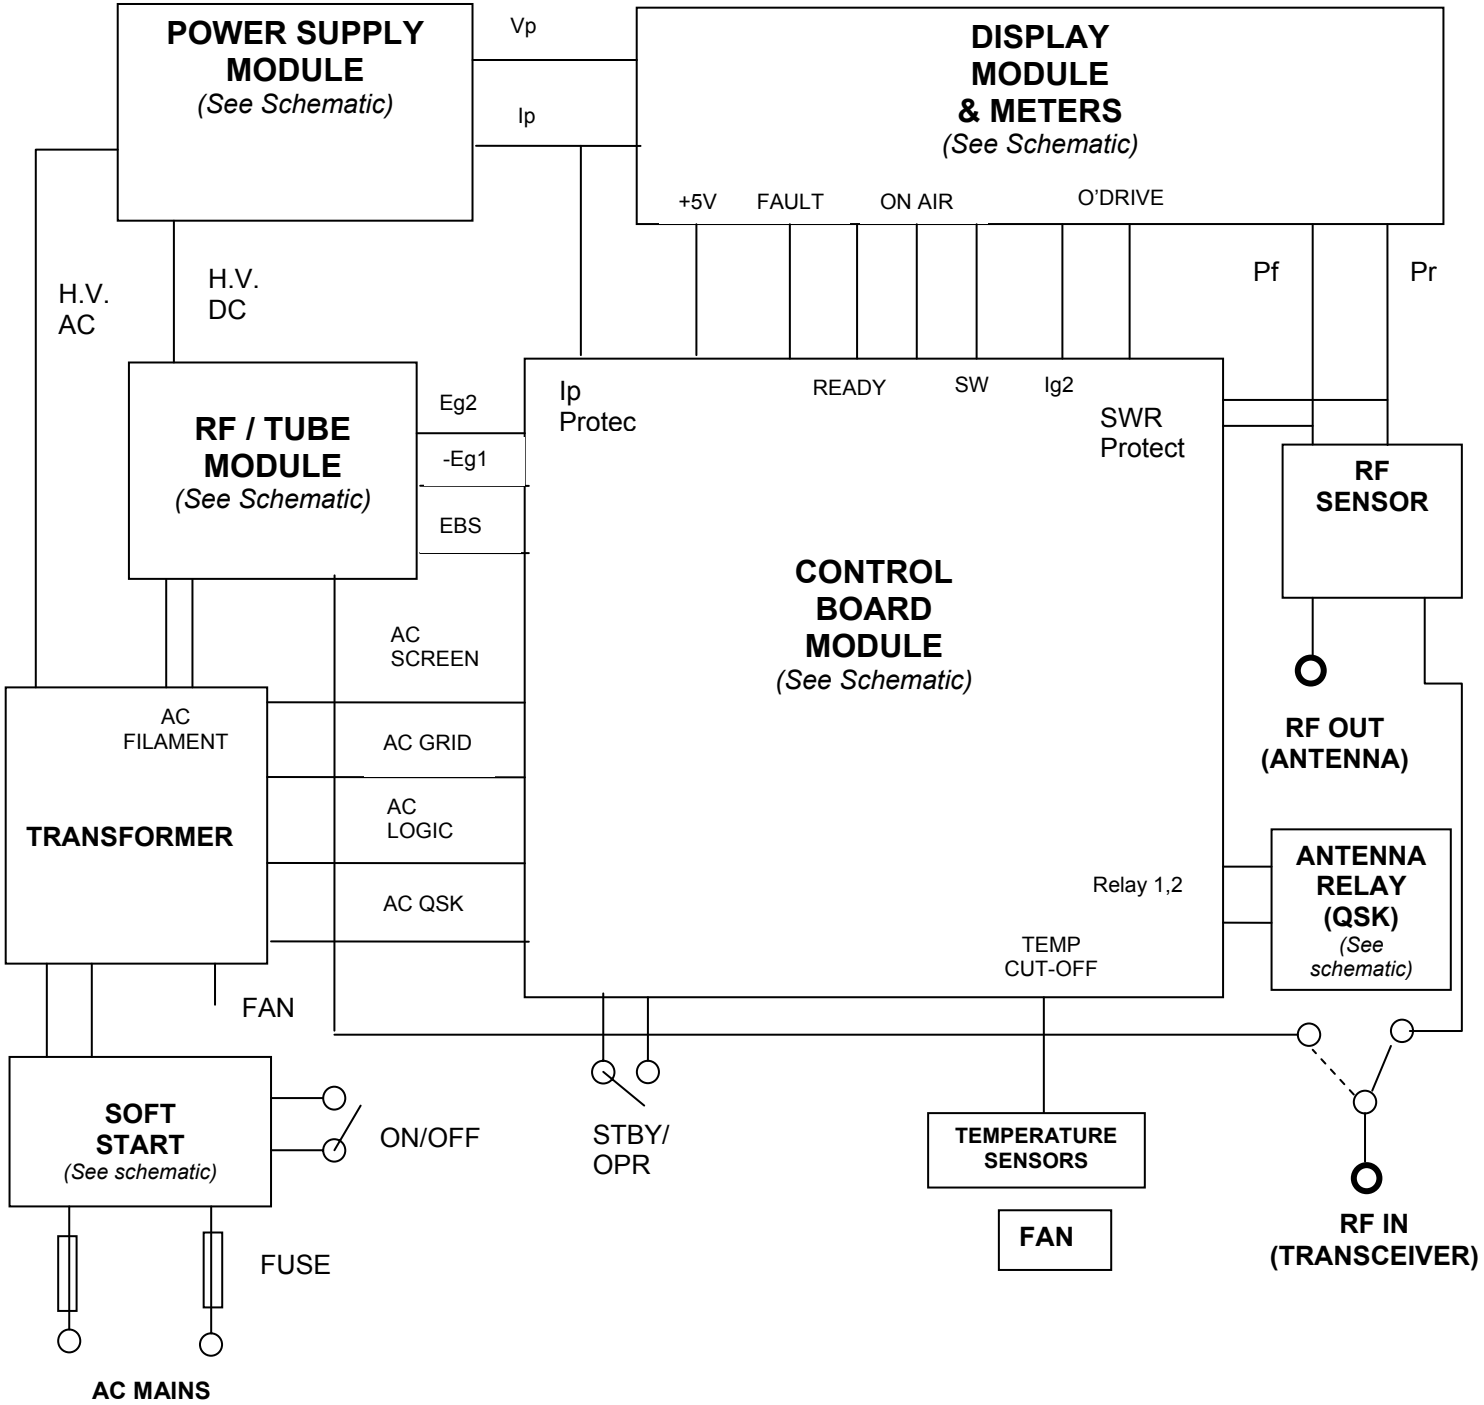 POWER SUPPLY
MODULE
(See Schematic)
Vp
Ip
DISPLAY
MODULE
& METERS
(See Schematic)
+5V
FAULT
ON AIR
O'DRIVE
H.V.
AC
H.V.
DC
Pf
Pr
RF / TUBE
MODULE
(See Schematic)
Eg2
-Eg1
EBS
Ip
Protec
READY
SW
Ig2
SWR
Protect
RF
SENSOR
CONTROL
BOARD
MODULE
(See Schematic)
AC
SCREEN
AC GRID
AC
LOGIC
AC QSK
AC
FILAMENT
TRANSFORMER
RF OUT
(ANTENNA)
Relay 1,2
ANTENNA
RELAY
(QSK)
(See
schematic)
TEMP
CUT-OFF
FAN
SOFT
START
(See schematic)
ON/OFF
STBY/
OPR
TEMPERATURE
SENSORS
FAN
RF IN
(TRANSCEIVER)
FUSE
AC MAINS